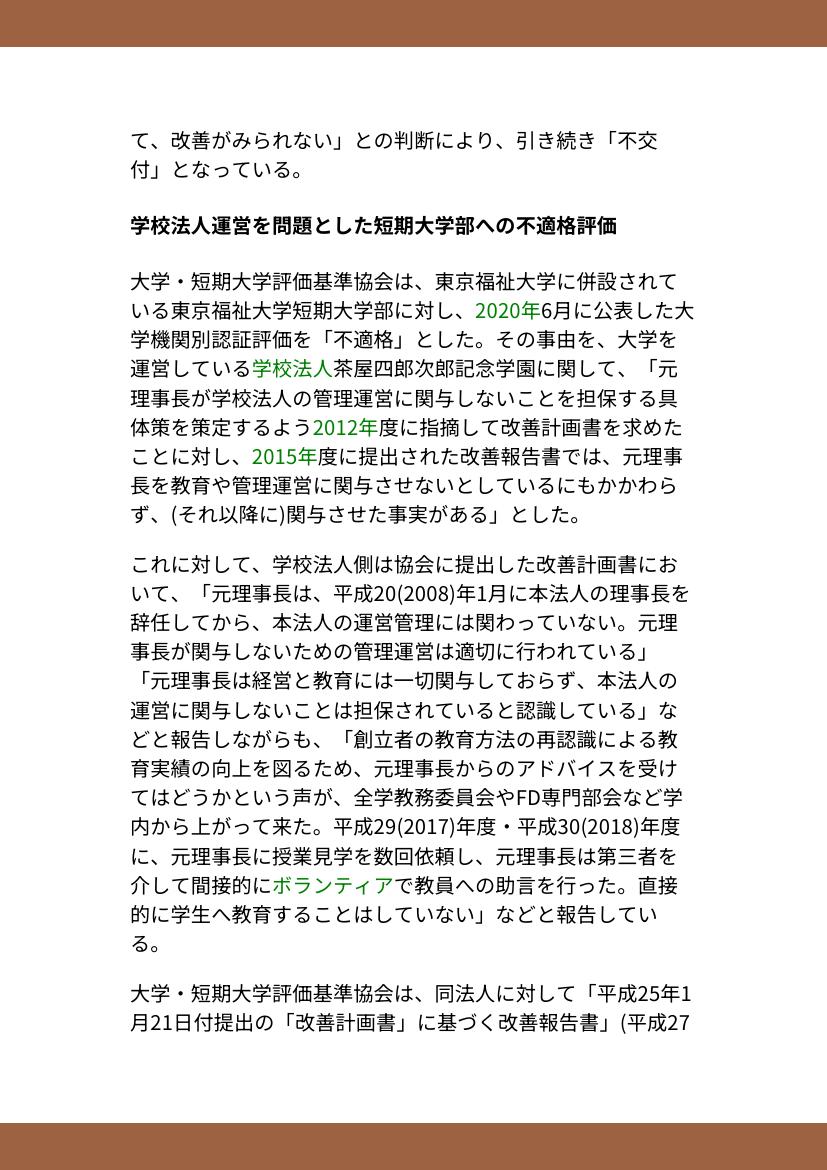 て、改善がみられない」との判断により、引き続き「不交
付」となっている。
学校法人運営を問題とした短期大学部への不適格評価
大学・短期大学評価基準協会は、東京福祉大学に併設されて
いる東京福祉大学短期大学部に対し、2020年6月に公表した大
学機関別認証評価を「不適格」とした。その事由を、大学を
運営している学校法人茶屋四郎次郎記念学園に関して、「元
理事長が学校法人の管理運営に関与しないことを担保する具
体策を策定するよう2012年度に指摘して改善計画書を求めた
ことに対し、2015年度に提出された改善報告書では、元理事
長を教育や管理運営に関与させないとしているにもかかわら
ず、(それ以降に)関与させた事実がある」とした。
これに対して、学校法人側は協会に提出した改善計画書にお
いて、「元理事長は、平成20(2008)年1月に本法人の理事長を
辞任してから、本法人の運営管理には関わっていない。元理
事長が関与しないための管理運営は適切に行われている」
「元理事長は経営と教育には一切関与しておらず、本法人の
運営に関与しないことは担保されていると認識している」な
どと報告しながらも、「創立者の教育方法の再認識による教
育実績の向上を図るため、元理事長からのアドバイスを受け
てはどうかという声が、全学教務委員会やFD専門部会など学
内から上がって来た。平成29(2017)年度・平成30(2018)年度
に、元理事長に授業見学を数回依頼し、元理事長は第三者を
介して間接的にボランティアで教員への助言を行った。直接
的に学生へ教育することはしていない」などと報告してい
る。
大学・短期大学評価基準協会は、同法人に対して「平成25年1
月21日付提出の「改善計画書」に基づく改善報告書」(平成27